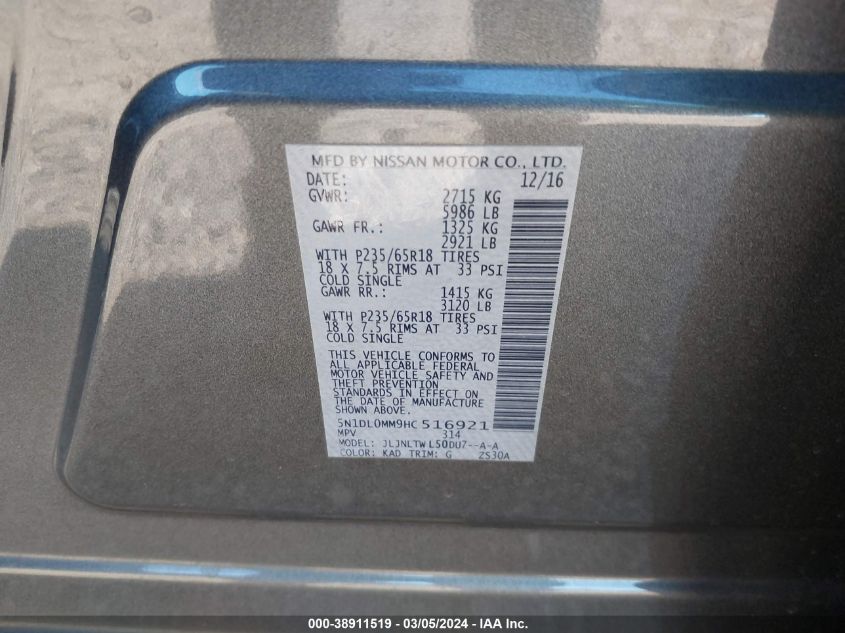 MFD BY NISSAN MOTOR CO., LTD.
DATE: 12/16
GVWR: 2715 KG
5986 LB
GAWR FR.: 1325 KG
2921 LB
WITH P235/65R18 TIRES
18 X 7.5 RIMS AT 33 PSI
COLD SINGLE
GAWR RR.: 1415 KG
3120 LB
WITH P235/65R18 TIRES
18 X 7.5 RIMS AT 33 PSI
COLD SINGLE
THIS VEHICLE CONFORMS TO
ALL APPLICABLE FEDERAL
MOTOR VEHICLE SAFETY AND
THEFT PREVENTION
STANDARDS IN EFFECT ON
THE DATE OF MANUFACTURE
SHOWN ABOVE.
5N1DL0MM9HC516921
MPV 314
MODEL: JLJNLTWL50DU7--A-A
COLOR: KAD TRIM: G ZS30A
000-38911519 - 03/05/2024 - IAA Inc.